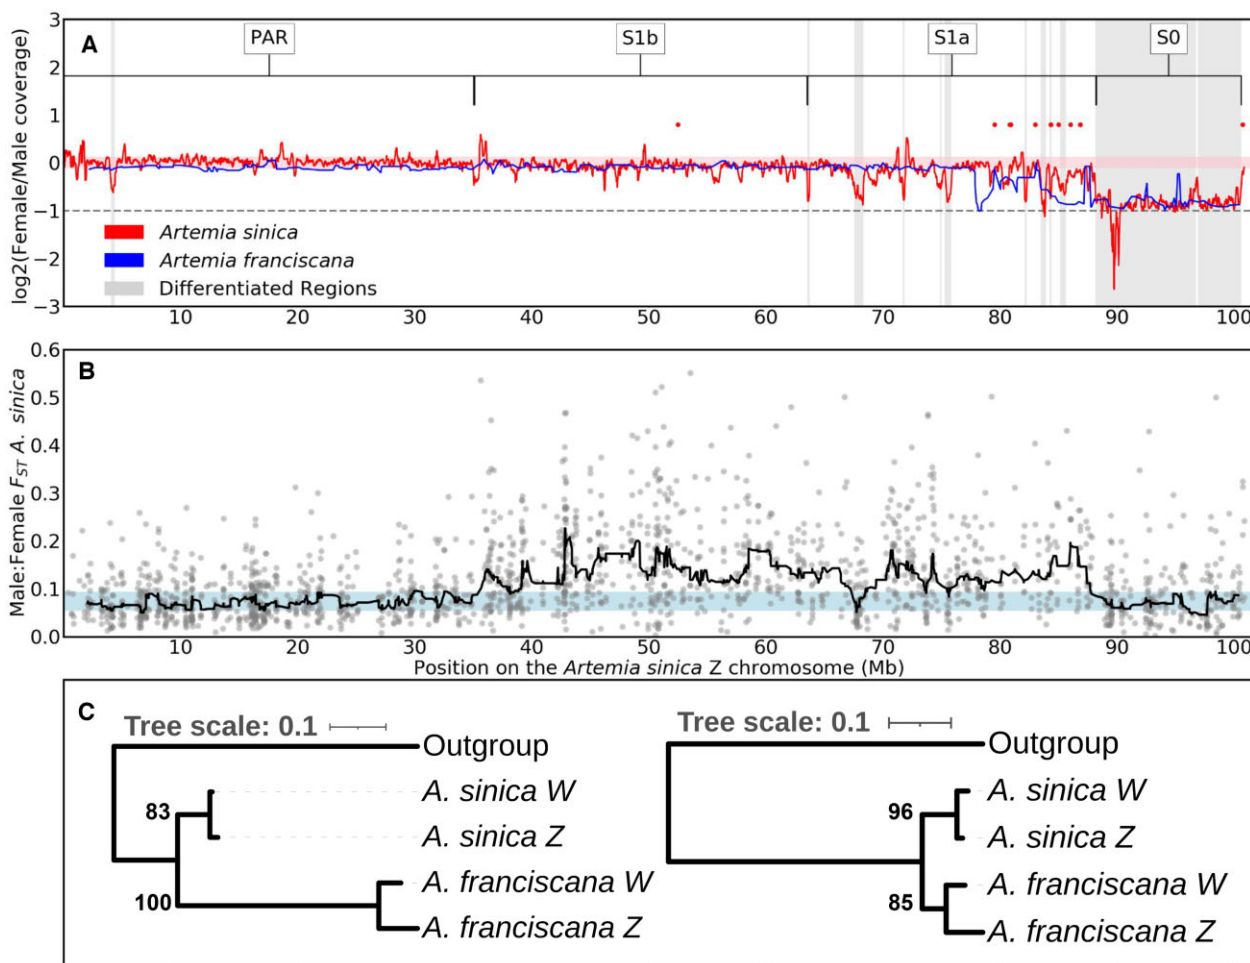 A
PAR
S1b
S1a
S0
log2(Female/Male coverage)
3
2
1
0
−1
−2
−3
Artemia sinica
Artemia franciscana
Differentiated Regions
10 20 30 40 50 60 70 80 90 100
B
Male:Female FST A. sinica
0.6
0.5
0.4
0.3
0.2
0.1
0.0
10 20 30 40 50 60 70 80 90 100
Position on the Artemia sinica Z chromosome (Mb)
C
Tree scale: 0.1
Outgroup
83
A. sinica W
A. sinica Z
100
A. franciscana W
A. franciscana Z
Tree scale: 0.1
Outgroup
96
A. sinica W
A. sinica Z
85
A. franciscana W
A. franciscana Z